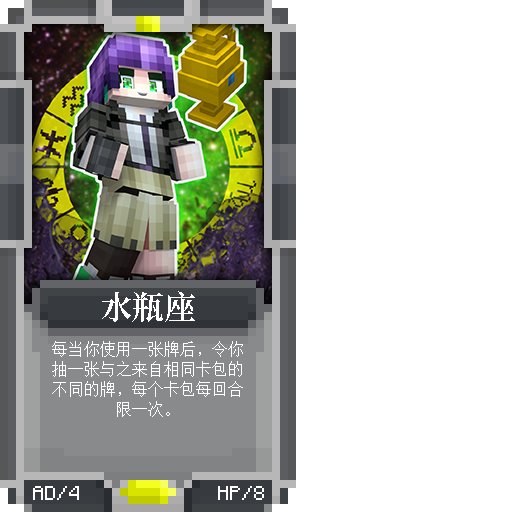 水瓶座
每当你使用一张牌后，令你
抽一张与之来自相同卡包的
不同的牌，每个卡包每回合
限一次。
AD/4
HP/8